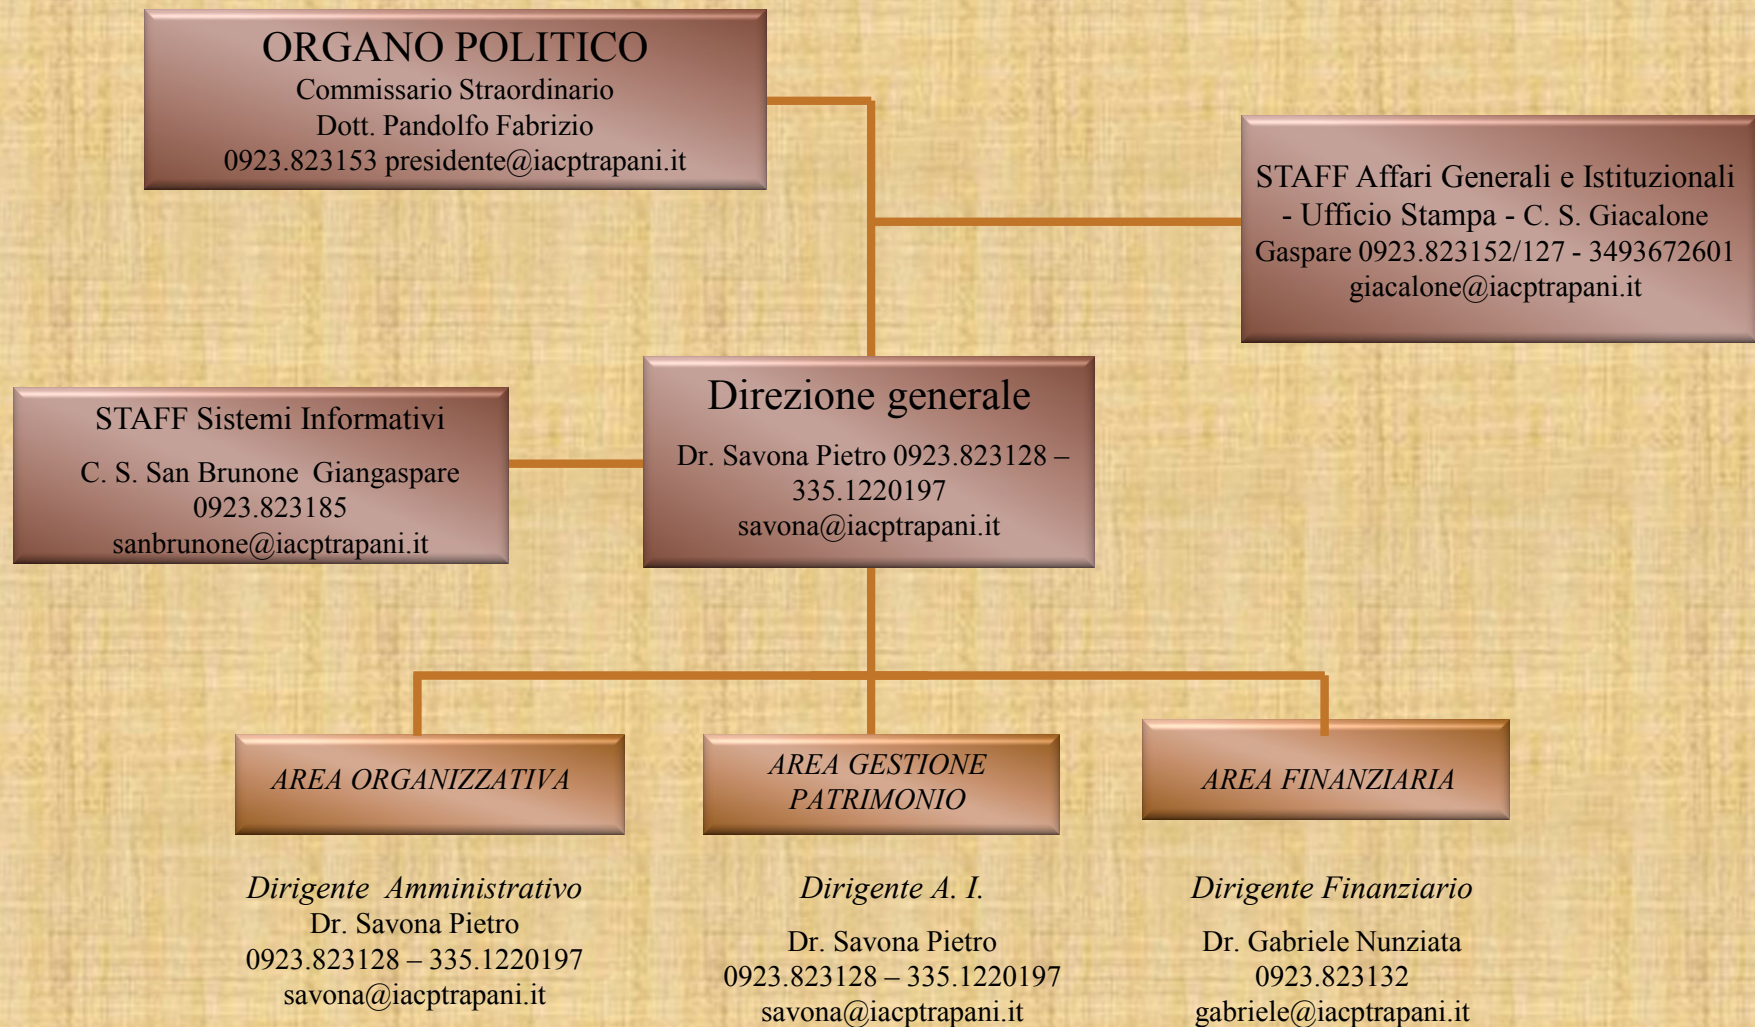 ORGANO POLITICO
Commissario Straordinario
Dott. Pandolfo Fabrizio
0923.823153 presidente@iacptrapani.it
STAFF Affari Generali e Istituzionali
- Ufficio Stampa - C. S. Giacalone
Gaspare 0923.823152/127 - 3493672601
giacalone@iacptrapani.it
STAFF Sistemi Informativi
C. S. San Brunone  Giangaspare
0923.823185
sanbrunone@iacptrapani.it
Direzione generale
Dr. Savona Pietro 0923.823128 –
335.1220197
savona@iacptrapani.it
AREA ORGANIZZATIVA
Dirigente  Amministrativo
Dr. Savona Pietro
0923.823128 – 335.1220197
savona@iacptrapani.it
AREA GESTIONE
PATRIMONIO
Dirigente A. I.
Dr. Savona Pietro
0923.823128 – 335.1220197
savona@iacptrapani.it
AREA FINANZIARIA
Dirigente Finanziario
Dr. Gabriele Nunziata
0923.823132
gabriele@iacptrapani.it